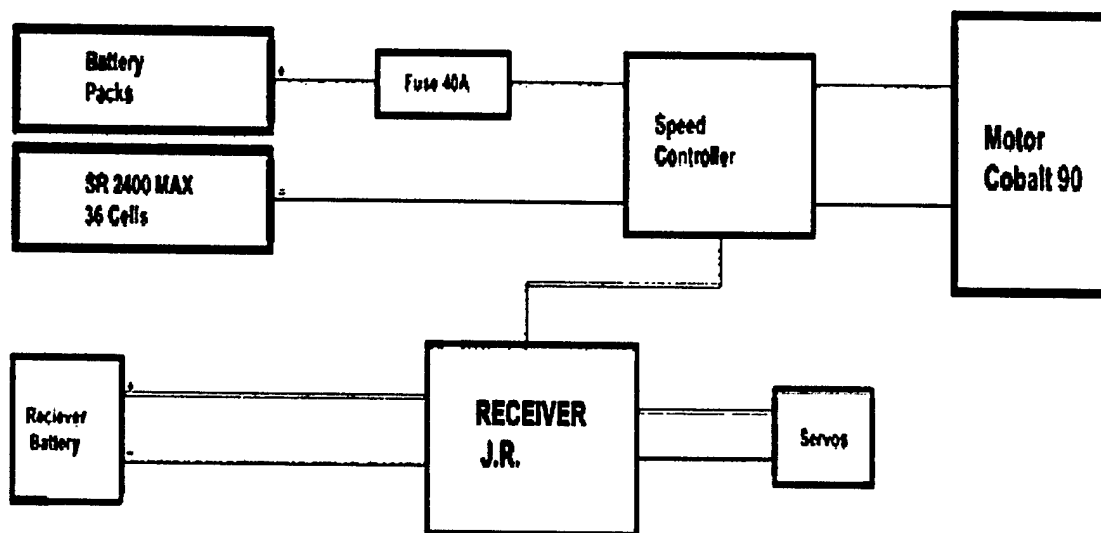 Battery
Packs
+
Fuse 40A
Speed
Controller
Motor
Cobalt 90
SR 2400 MAX
36 Cells
-
Reciever
Battery
+
-
RECEIVER
J.R.
Servos